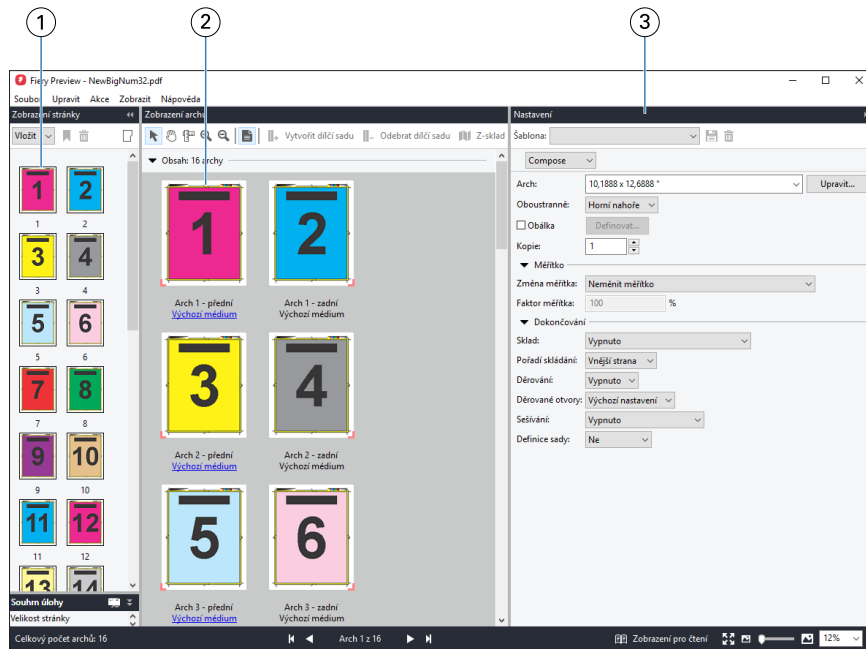 1 2 3
Fiery Preview - NewBigNum32.pdf
Soubor Upravit Akce Zobrazit Nápověda
Zobrazení stránky
Vložit
1 2
1 2
3 4
3 4
5 6
5 6
7 8
7 8
9 10
9 10
11 12
11 12
13 14
Souhrn úlohy
Velikost stránky
Zobrazení archu
Vytvořit dílčí sadu Odebrat dílčí sadu Z-sklad
Obsah: 16 archy
1 2
Arch 1 - přední Arch 1 - zadní
Výchozí médium Výchozí médium
3 4
Arch 2 - přední Arch 2 - zadní
Výchozí médium Výchozí médium
5 6
Arch 3 - přední Arch 3 - zadní
Výchozí médium Výchozí médium
Nastavení
Šablona:
Compose
Arch: 10,1888 x 12,6888 " Upravit...
Oboustranné: Horní nahoře
Obálka Definovat...
Kopie: 1
Měřítko
Změna měřítka: Neměnit měřítko
Faktor měřítka: 100 %
Dokončování
Sklad: Vypnuto
Pořadí skládání: Vnější strana
Děrování: Vypnuto
Děrované otvory: Výchozí nastavení
Sešívání: Vypnuto
Definice sady: Ne
Celkový počet archů: 16 Arch 1 z 16 Zobrazení pro čtení 12%